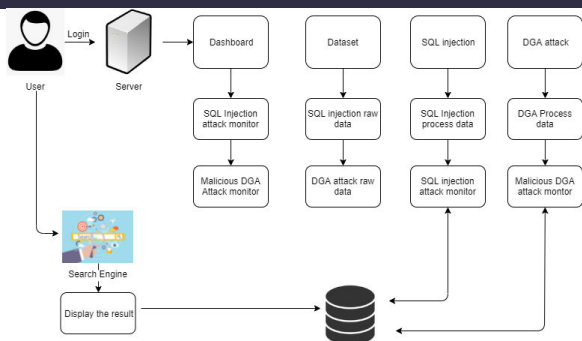 Login
User
Server
Dashboard
Dataset
SQL injection
DGA attack
SQL Injection
attack monitor
SQL injection raw
data
SQL Injection
process data
DGA Process
data
Malicious DGA
Attack monitor
DGA attack raw
data
SQL injection
attack monitor
Malicious DGA
attack montor
Search Engine
Display the result